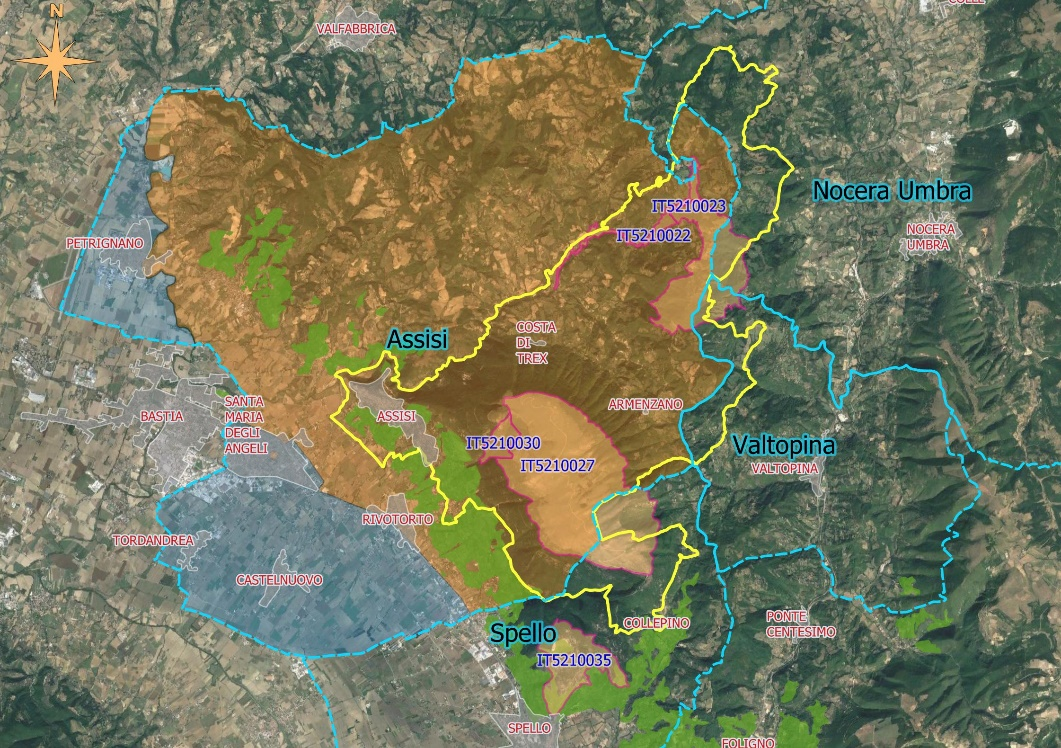 COLLE
N
VALFABBRICA
Nocera Umbra
IT5210023
NOCERA
UMBRA
IT5210022
PETRIGNANO
Assisi
COSTA
DI
TREX
SANTA
MARIA
DEGLI
ANGELI
BASTIA
ASSISI
ARMENZANO
IT5210030
IT5210027
Valtopina
VALTOPINA
RIVOTORTO
TORDANDREA
CASTELNUOVO
COLLEPINO
PONTE
CENTESIMO
Spello
IT5210035
SPELLO
FOLIGNO